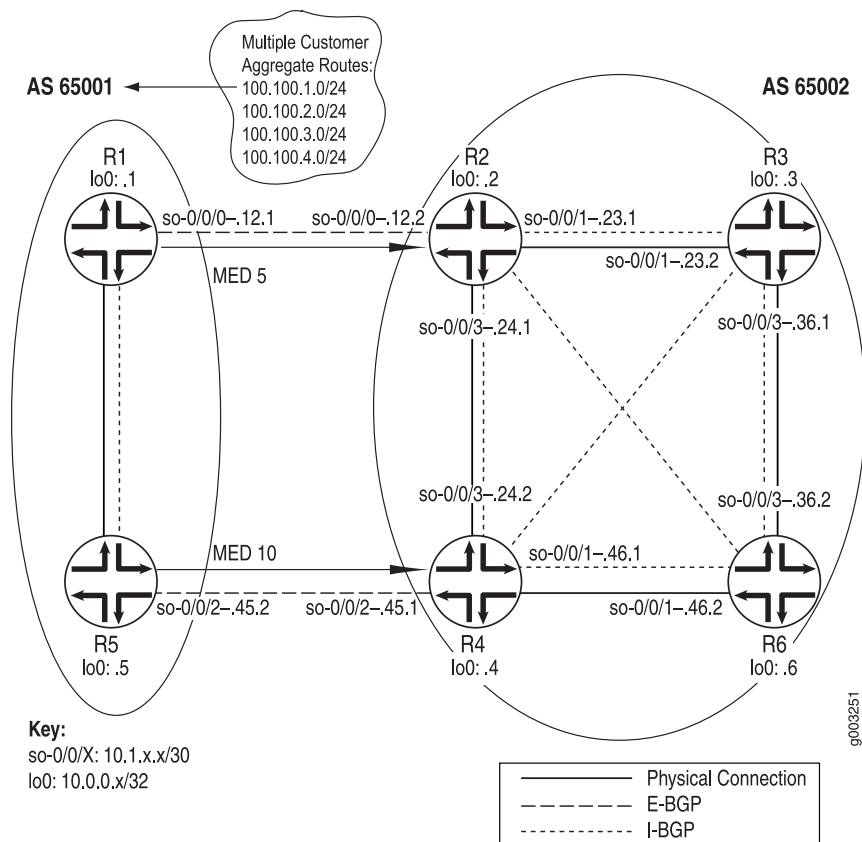 Multiple Customer
Aggregate Routes:
100.100.1.0/24
100.100.2.0/24
100.100.3.0/24
100.100.4.0/24
AS 65001
AS 65002
R1
lo0: .1
R2
lo0: .2
R3
lo0: .3
so-0/0/0–.12.1
so-0/0/0–.12.2
so-0/0/1–.23.1
MED 5
so-0/0/1–.23.2
so-0/0/3–.24.1
so-0/0/3–.36.1
so-0/0/3–.24.2
so-0/0/3–.36.2
MED 10
so-0/0/1–.46.1
so-0/0/2–.45.2
so-0/0/2–.45.1
so-0/0/1–.46.2
R5
lo0: .5
R4
lo0: .4
R6
lo0: .6
Key:
so-0/0/X: 10.1.x.x/30
lo0: 10.0.0.x/32
Physical Connection
E-BGP
I-BGP
g003251